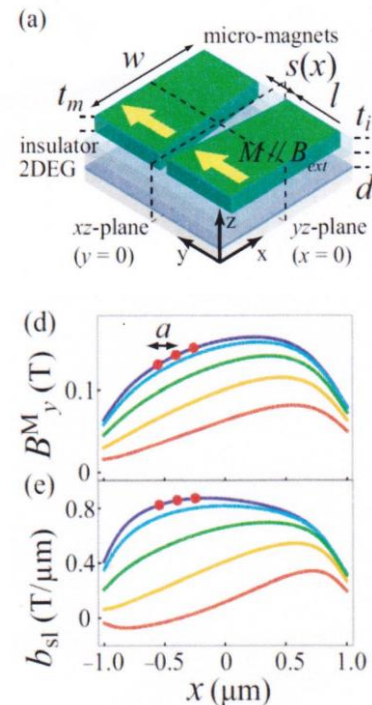 (a)
micro-magnets
w
s(x)
l
t_m
t_i
M // B_ext
insulator
2DEG
d
z
xz-plane
(y = 0)
y
x
yz-plane
(x = 0)
(d)
a
B^M_y (T)
0.1
0
(e)
b_sl (T/μm)
0.8
0.4
0
-1.0
-0.5
0
0.5
1.0
x (μm)